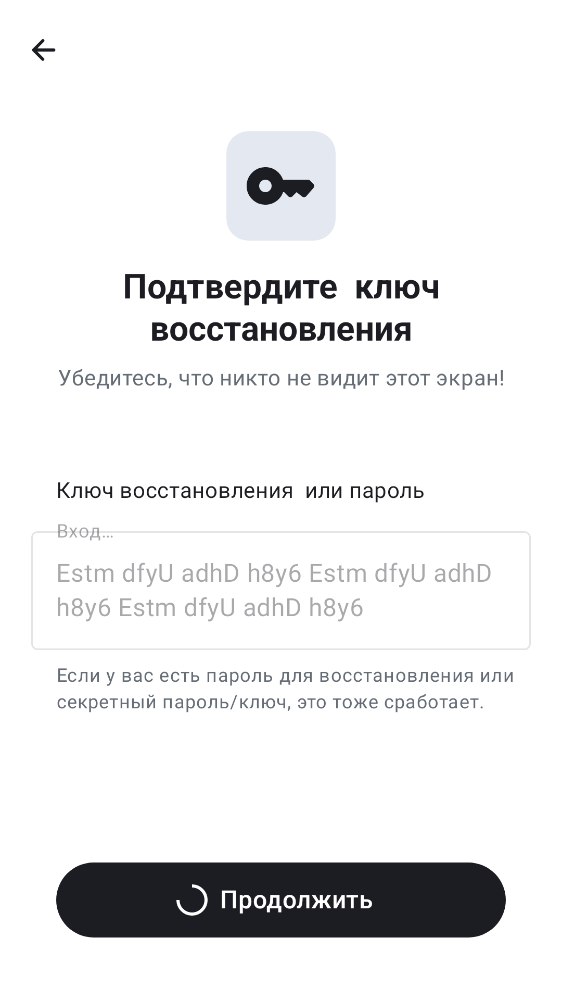 Подтвердите ключ
восстановления
Убедитесь, что никто не видит этот экран!
Ключ восстановления или пароль
Вход…
Estm dfyU adhD h8y6 Estm dfyU adhD
h8y6 Estm dfyU adhD h8y6
Если у вас есть пароль для восстановления или
секретный пароль/ключ, это тоже сработает.
Продолжить